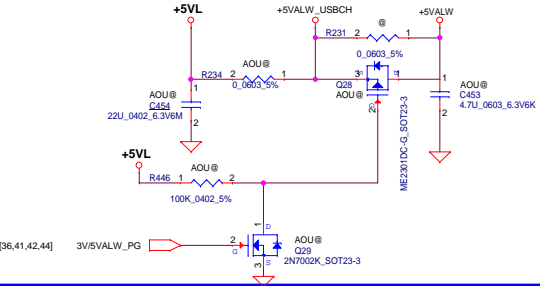 +5VL
+5VALW_USBCH
+5VALW
R231 2 @ 1
0_0603_5%
R234 2 AOU@ 1
0_0603_5%
3 S D 1
Q28
AOU@
2 G
ME2301DC-G_SOT23-3
1
AOU@
C454
22U_0402_6.3V6M
2
1
AOU@
C453
4.7U_0603_6.3V6K
2
+5VL
R446 1 AOU@ 2
100K_0402_5%
1 D
AOU@
Q29
2N7002K_SOT23-3
[36,41,42,44] 3V/5VALW_PG 2 G
3 S